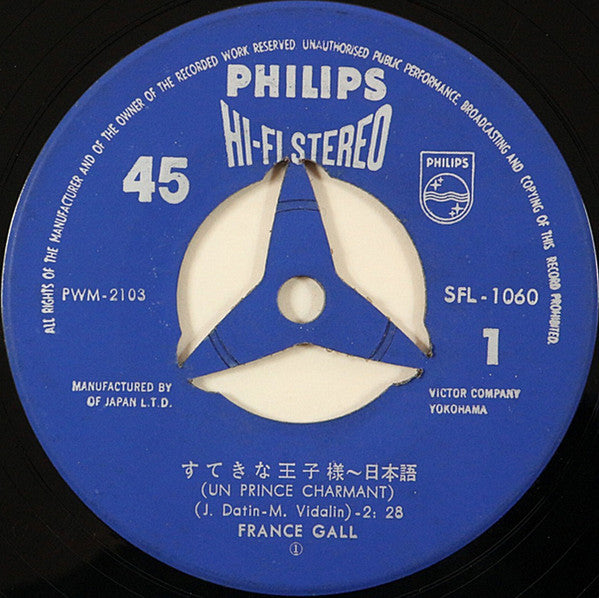 ALL RIGHTS OF THE MANUFACTURER AND OF THE OWNER OF THE RECORDED WORK RESERVED. UNAUTHORISED PUBLIC PERFORMANCE, BROADCASTING AND COPYING OF THIS RECORD PROHIBITED.
PHILIPS
HI-FI STEREO
45
PHILIPS
PWM-2103
SFL-1060
1
MANUFACTURED BY VICTOR COMPANY
OF JAPAN L.T.D. YOKOHAMA
すてきな王子様〜日本語
(UN PRINCE CHARMANT)
(J. Datin-M. Vidalin)-2: 28
FRANCE GALL
①